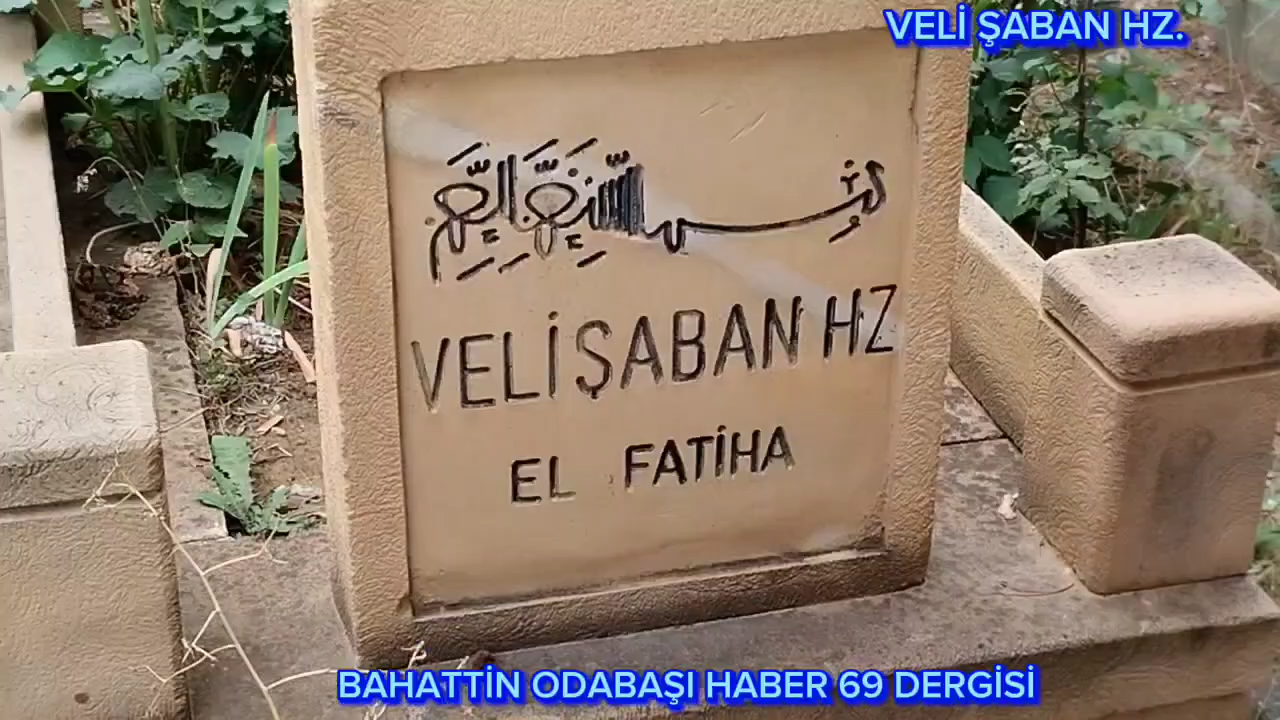 VELİ ŞABAN HZ.
بسم الله الرحمن الرحيم
VELİ ŞABAN HZ
EL FATİHA
BAHATTİN ODABAŞI HABER 69 DERGİSİ